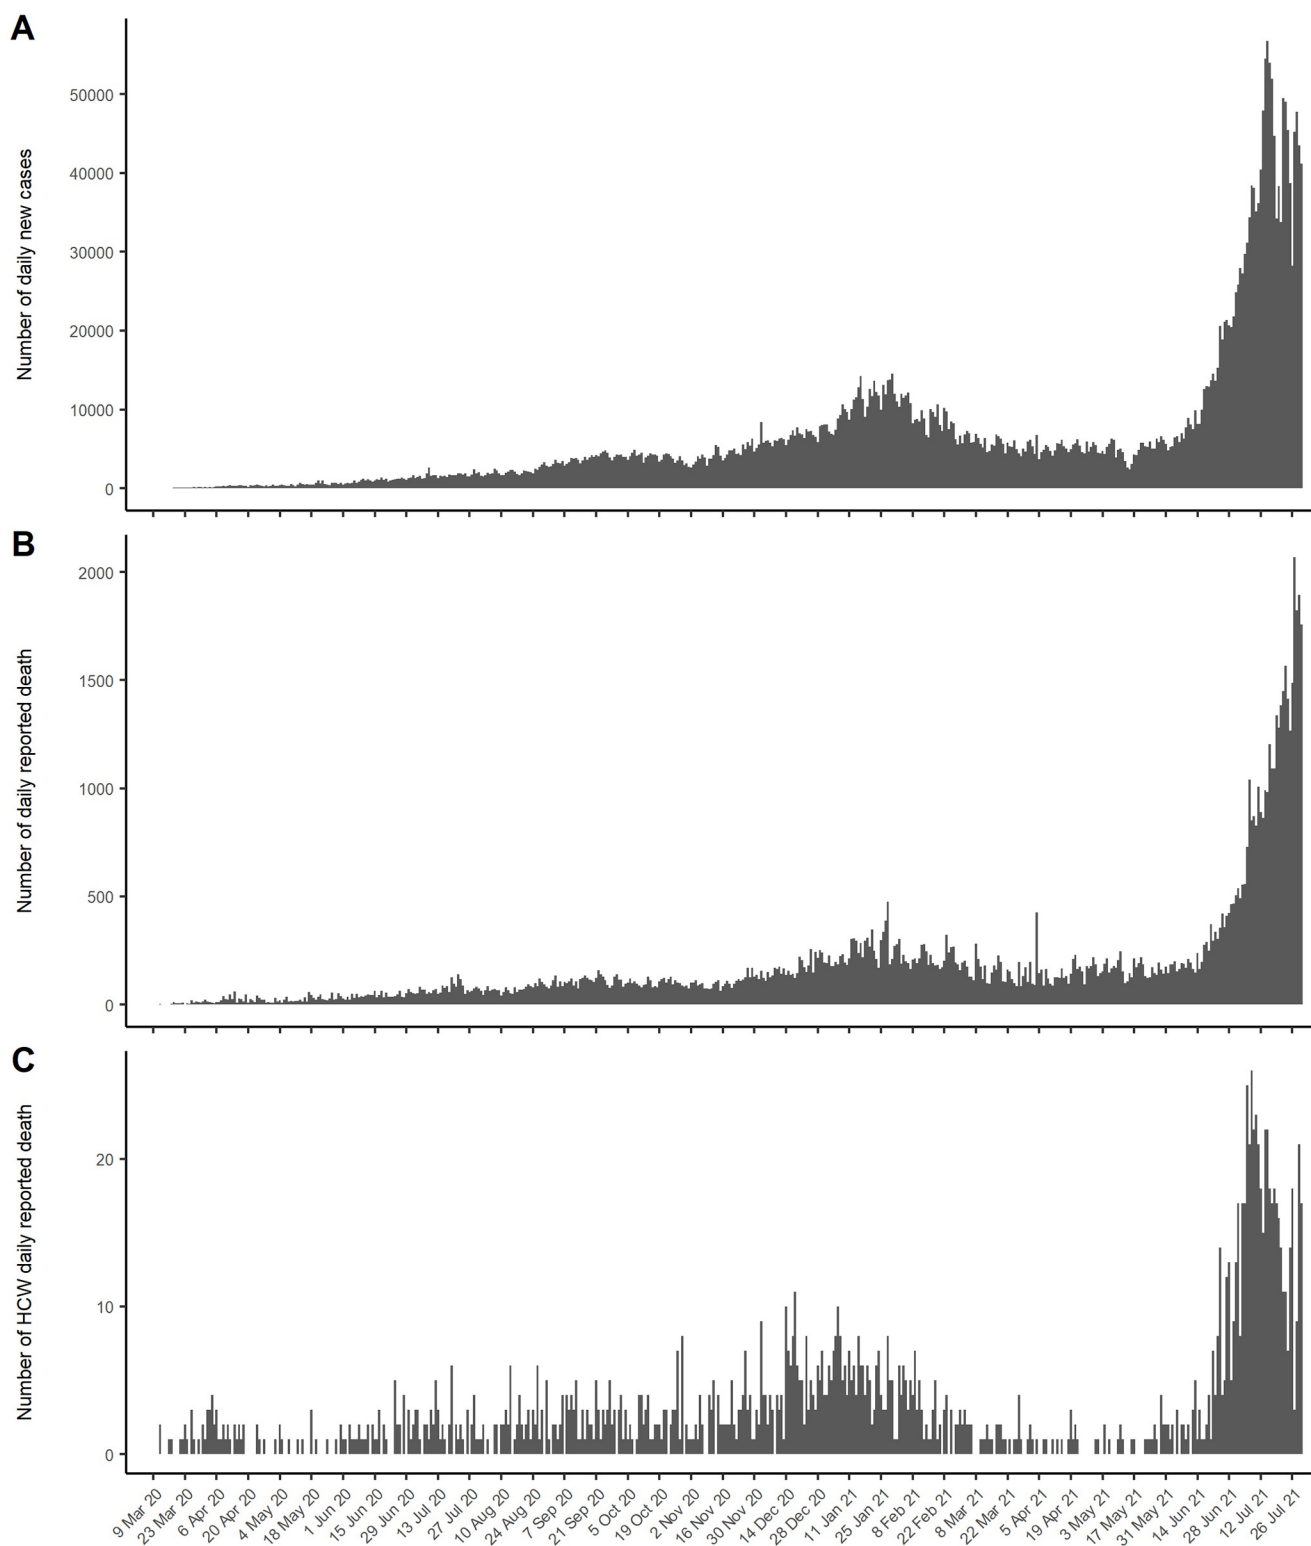 A
Number of daily new cases
50000
40000
30000
20000
10000
0
B
Number of daily reported death
2000
1500
1000
500
0
C
Number of HCW daily reported death
20
10
0
9 Mar 20
23 Mar 20
6 Apr 20
20 Apr 20
4 May 20
18 May 20
1 Jun 20
15 Jun 20
29 Jun 20
13 Jul 20
27 Jul 20
10 Aug 20
24 Aug 20
7 Sep 20
21 Sep 20
5 Oct 20
19 Oct 20
2 Nov 20
16 Nov 20
30 Nov 20
14 Dec 20
28 Dec 20
11 Jan 21
25 Jan 21
8 Feb 21
22 Feb 21
8 Mar 21
22 Mar 21
5 Apr 21
19 Apr 21
3 May 21
17 May 21
31 May 21
14 Jun 21
28 Jun 21
12 Jul 21
26 Jul 21